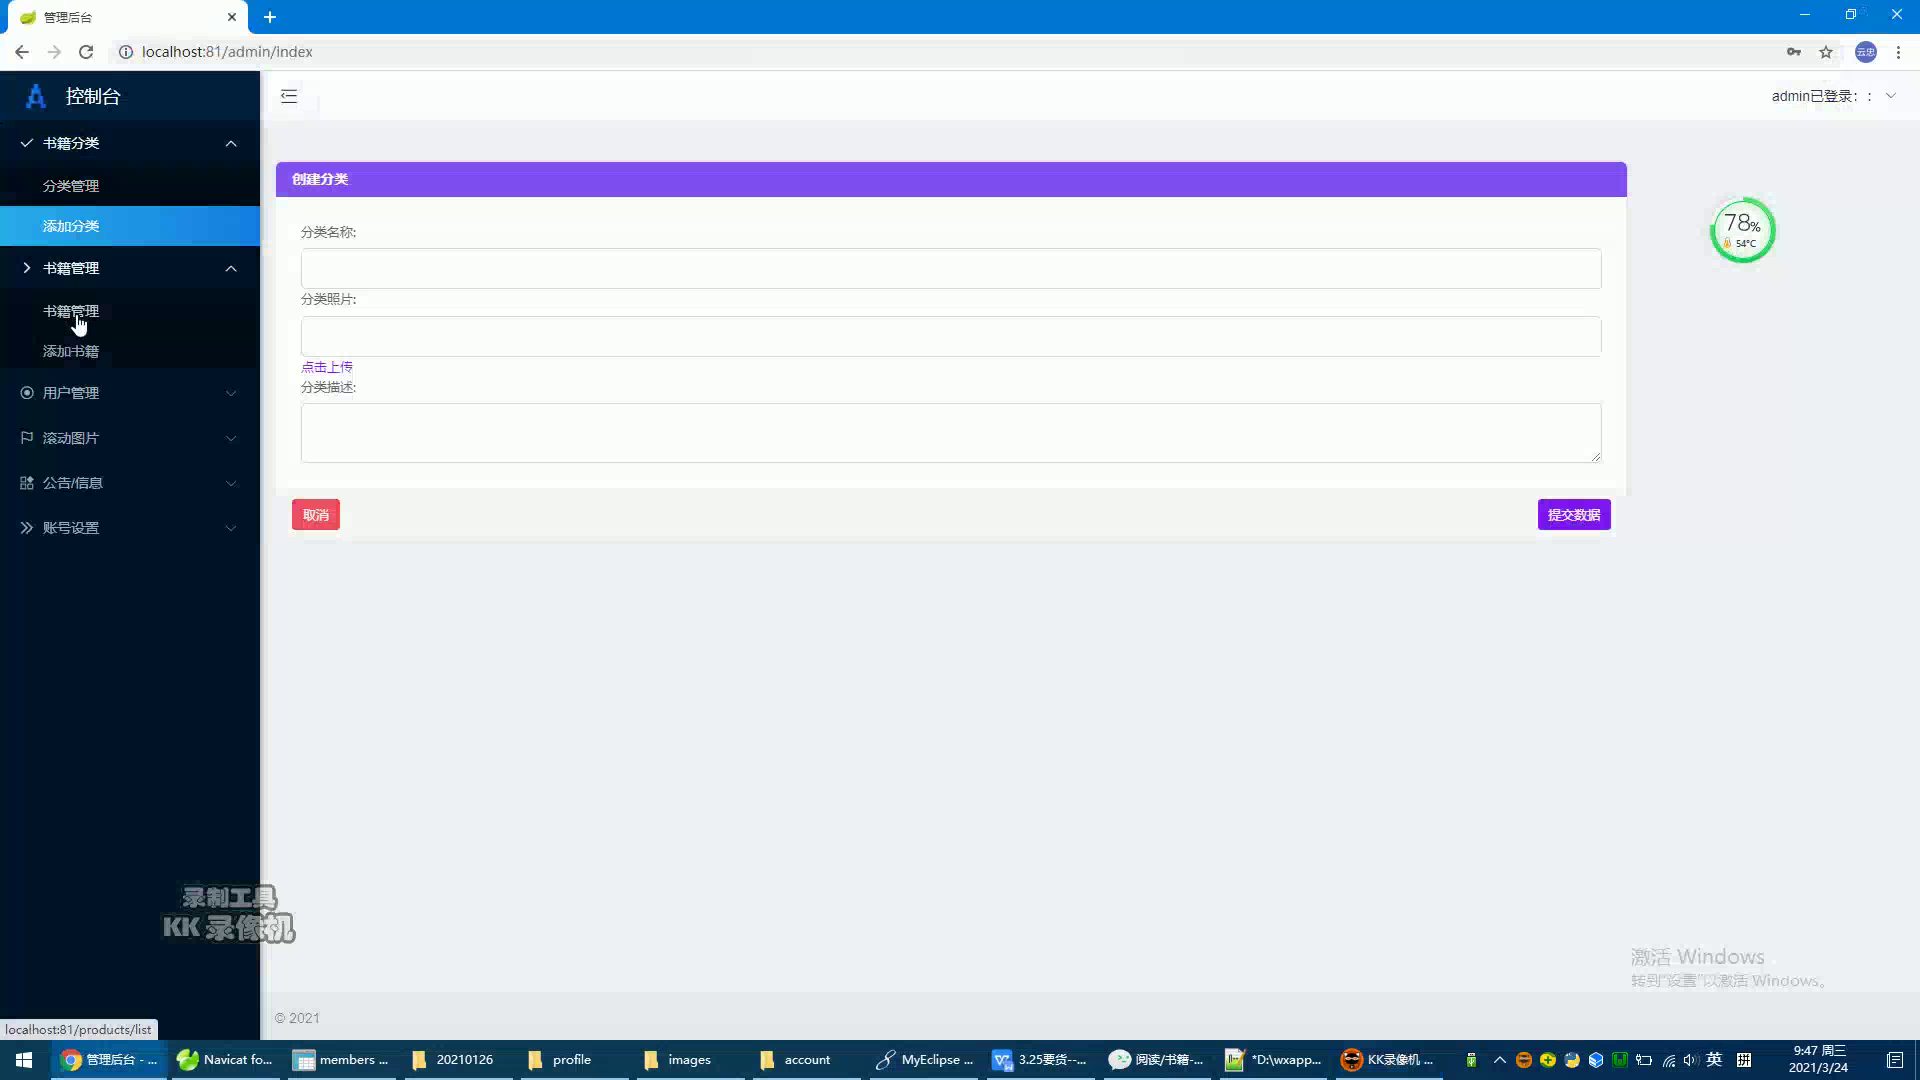 管理后台
localhost:81/admin/index
云忠
控制台
admin已登录: :
书籍分类
分类管理
添加分类
书籍管理
书籍管理
添加书籍
用户管理
滚动图片
公告/信息
账号设置
创建分类
分类名称:
分类照片:
点击上传
分类描述:
取消
提交数据
78%
54°C
录制工具
KK 录像机
激活 Windows
转到"设置"以激活 Windows。
© 2021
localhost:81/products/list
管理后台 - ...
Navicat fo...
members ...
20210126
profile
images
account
MyEclipse ...
3.25要货--...
阅读/书籍-...
*D:\wxapp...
KK录像机 ...
英
拼
9:47 周三
2021/3/24